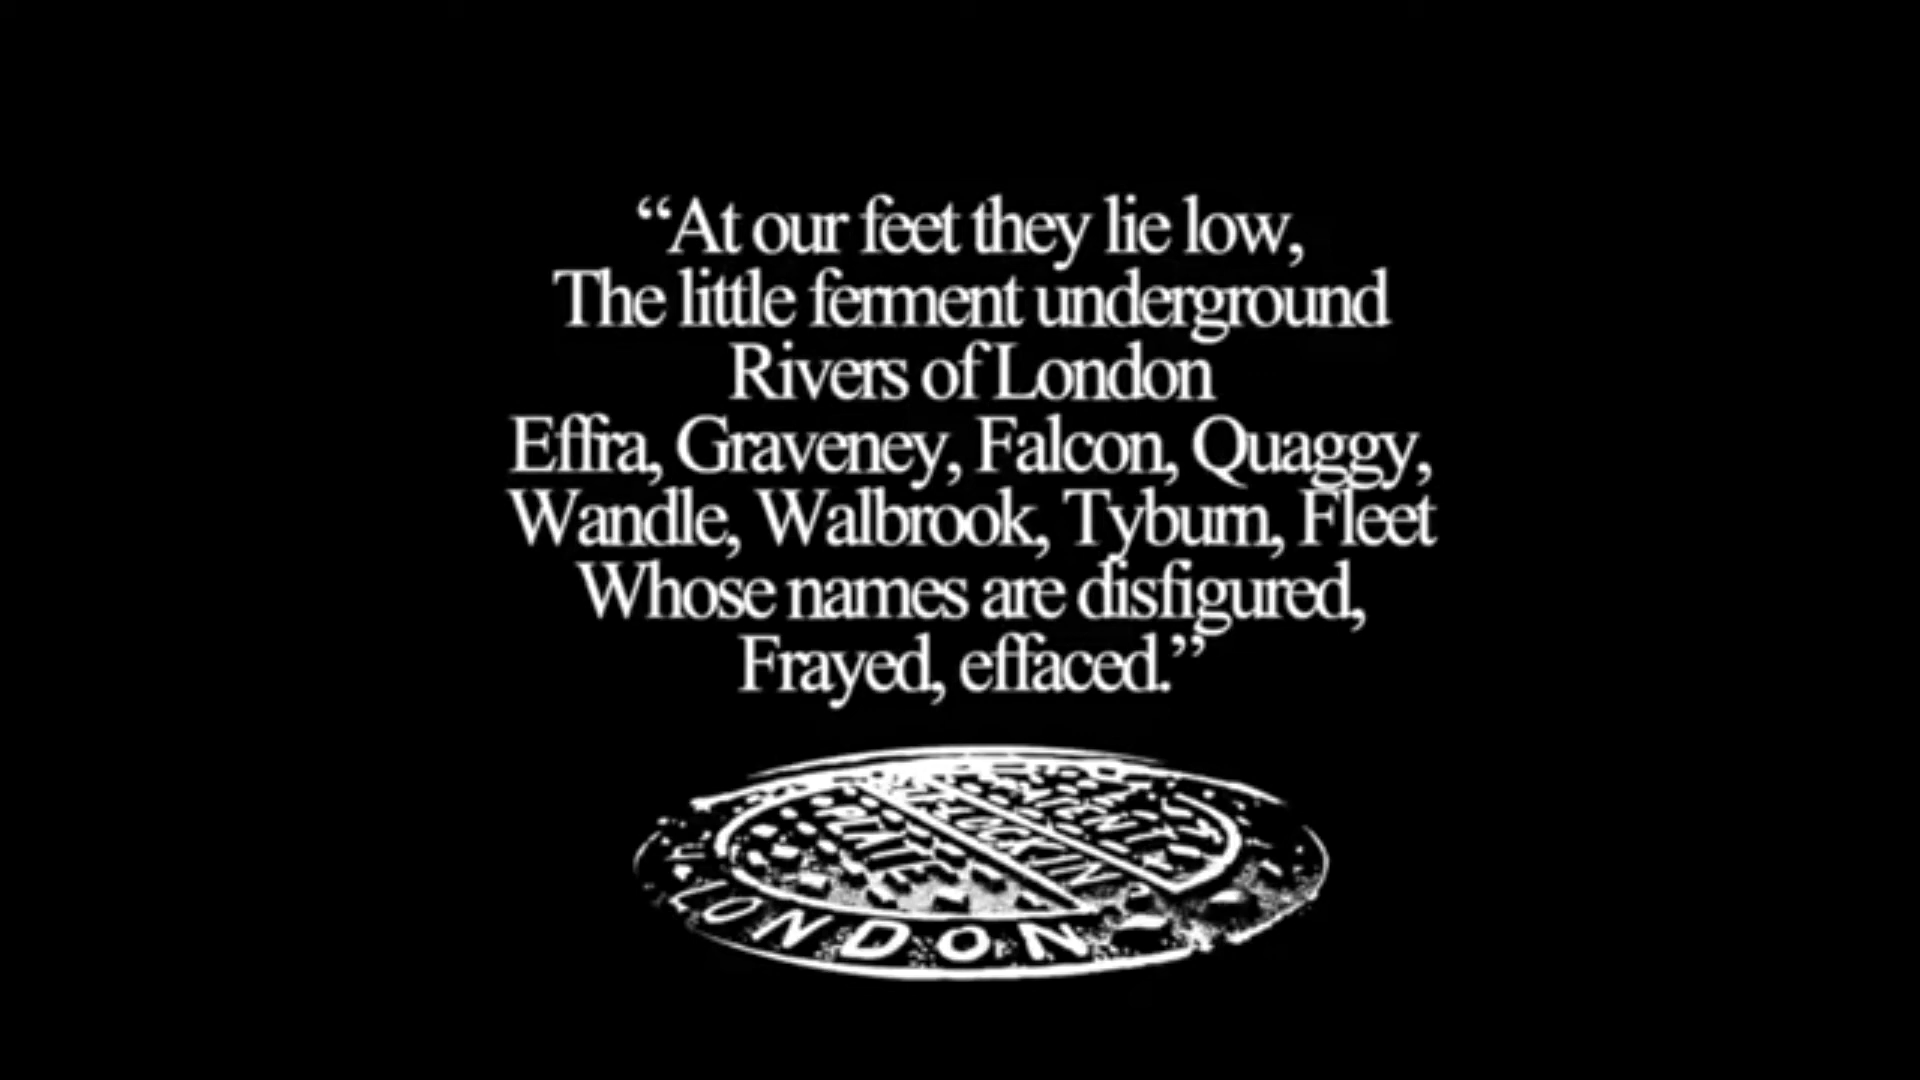 “At our feet they lie low,
The little ferment underground
Rivers of London
Effra, Graveney, Falcon, Quaggy,
Wandle, Walbrook, Tyburn, Fleet
Whose names are disfigured,
Frayed, effaced.”
PLATE
LONDON